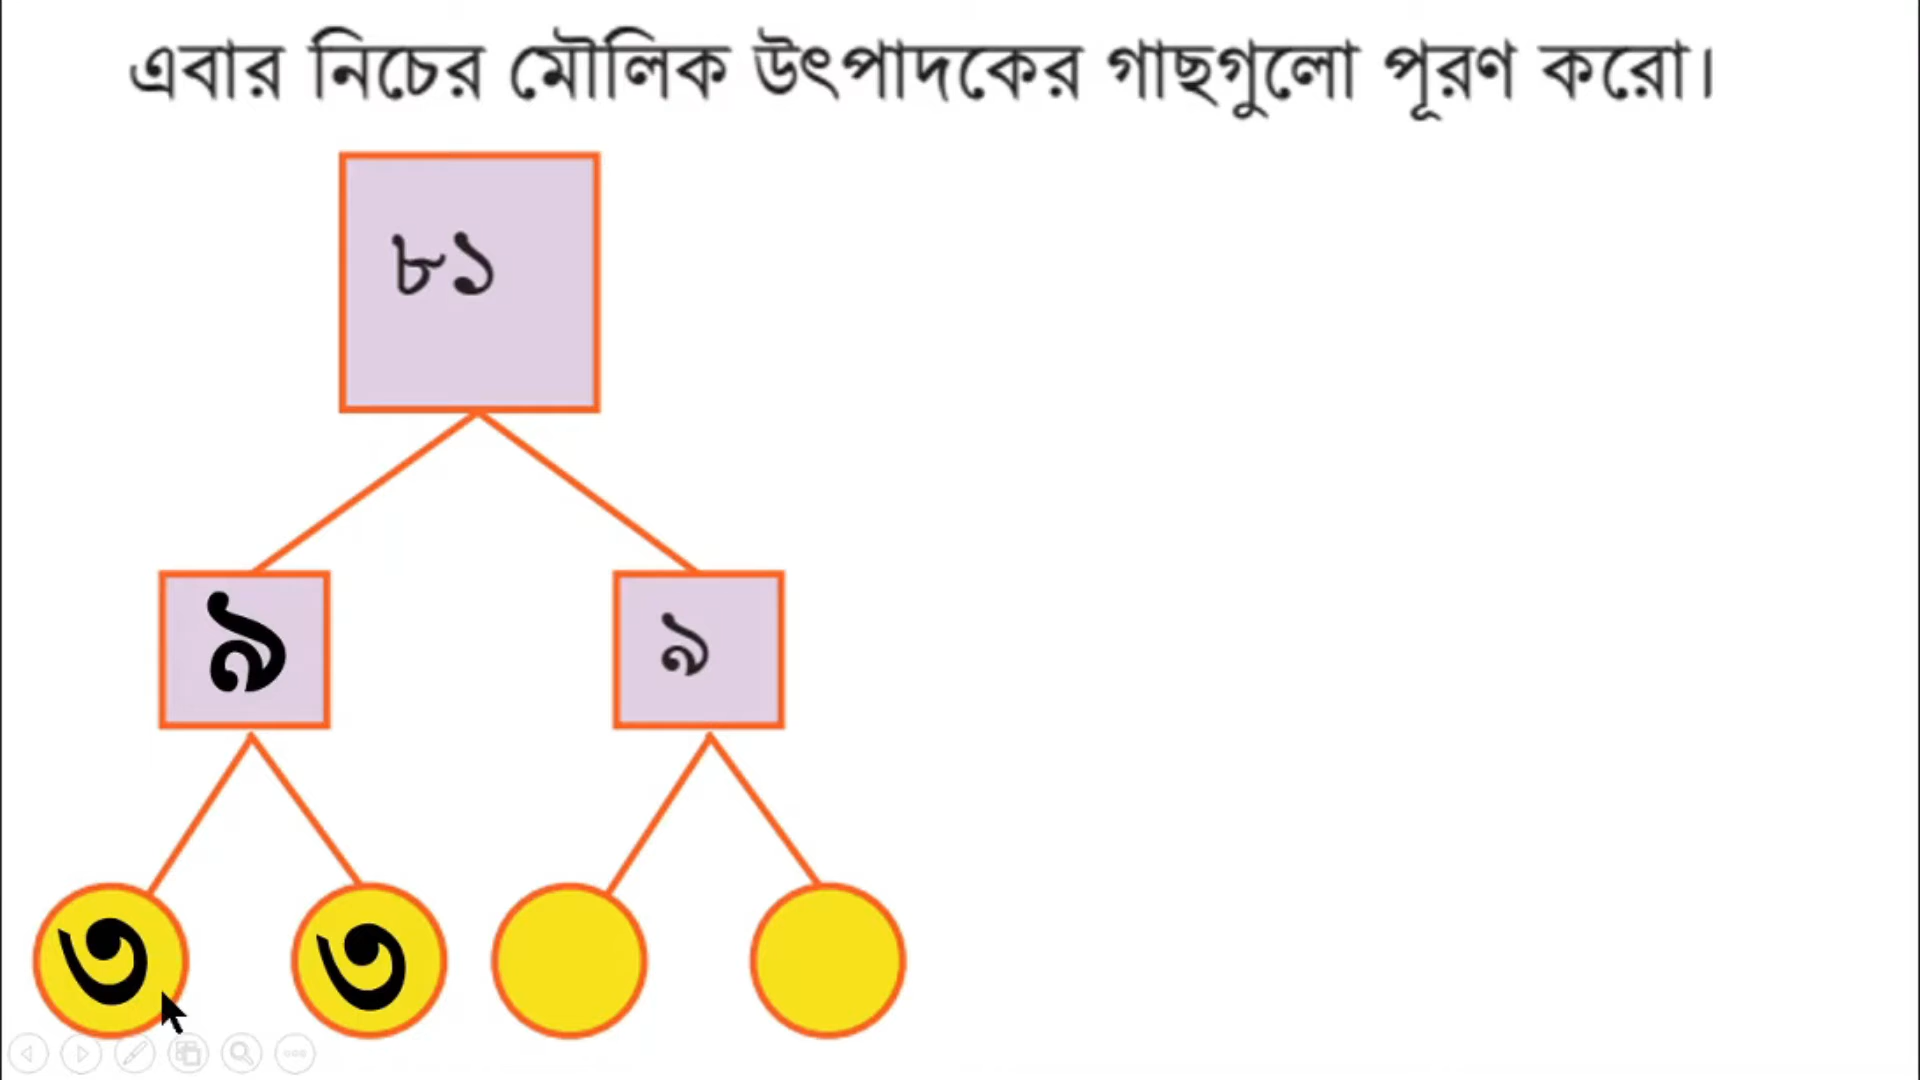 এবার নিচের মৌলিক উৎপাদকের গাছগুলো পূরণ করো।
৮১
৯ ৯
৩ ৩